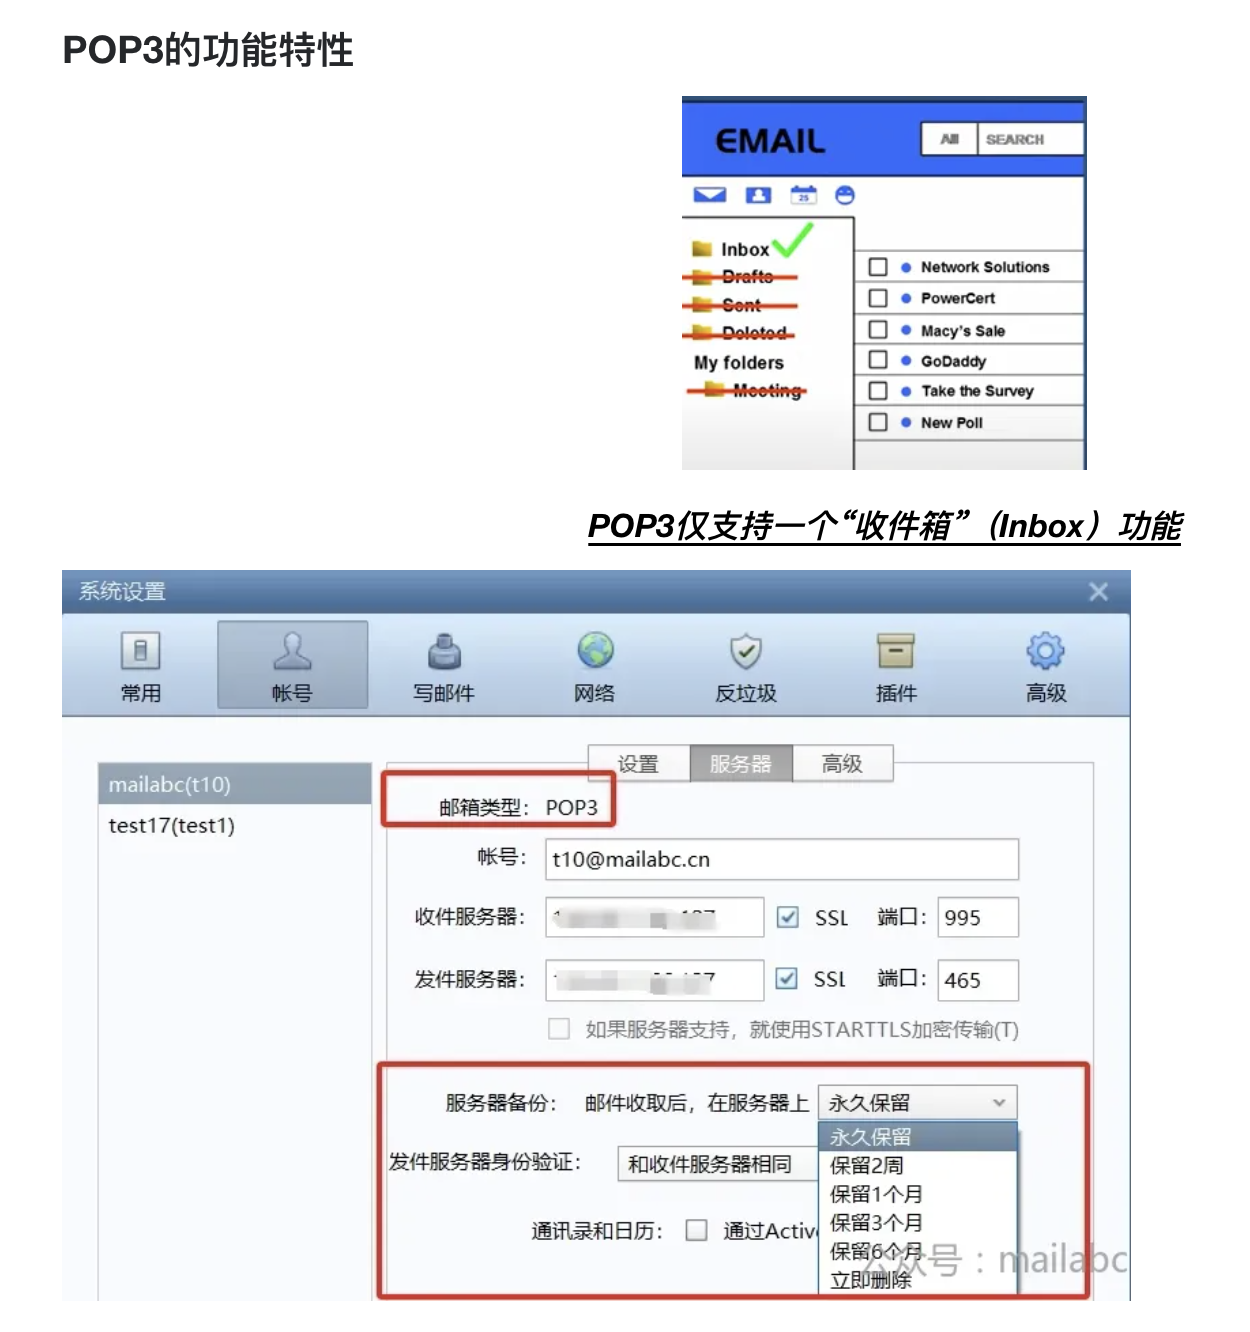 POP3的功能特性
EMAIL
All SEARCH
25
Inbox
Drafts
Sent
Deleted
My folders
Meeting
Network Solutions
PowerCert
Macy's Sale
GoDaddy
Take the Survey
New Poll
POP3仅支持一个“收件箱”（Inbox）功能
系统设置
常用 帐号 写邮件 网络 反垃圾 插件 高级
mailabc(t10)
test17(test1)
设置 服务器 高级
邮箱类型： POP3
帐号： t10@mailabc.cn
收件服务器： SSL 端口： 995
发件服务器： SSL 端口： 465
如果服务器支持，就使用STARTTLS加密传输(T)
服务器备份： 邮件收取后，在服务器上 永久保留
永久保留
发件服务器身份验证： 和收件服务器相同
保留2周
保留1个月
保留3个月
通讯录和日历： 通过Activ
保留6个月
立即删除
公众号：mailabc